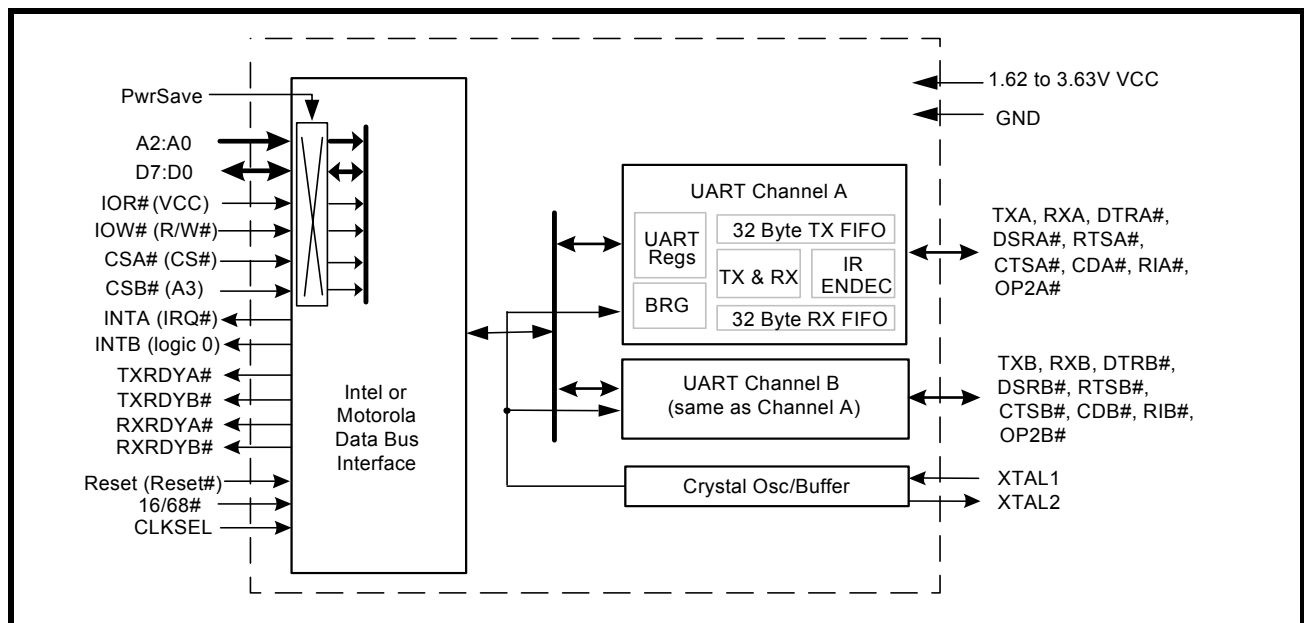 PwrSave
A2:A0
D7:D0
IOR# (VCC)
IOW# (R/W#)
CSA# (CS#)
CSB# (A3)
INTA (IRQ#)
INTB (logic 0)
TXRDYA#
TXRDYB#
RXRDYA#
RXRDYB#
Reset (Reset#)
16/68#
CLKSEL
Intel or
Motorola
Data Bus
Interface
UART Channel A
UART
Regs
BRG
32 Byte TX FIFO
TX & RX
IR
ENDEC
32 Byte RX FIFO
UART Channel B
(same as Channel A)
Crystal Osc/Buffer
1.62 to 3.63V VCC
GND
TXA, RXA, DTRA#,
DSRA#, RTSA#,
CTSA#, CDA#, RIA#,
OP2A#
TXB, RXB, DTRB#,
DSRB#, RTSB#,
CTSB#, CDB#, RIB#,
OP2B#
XTAL1
XTAL2